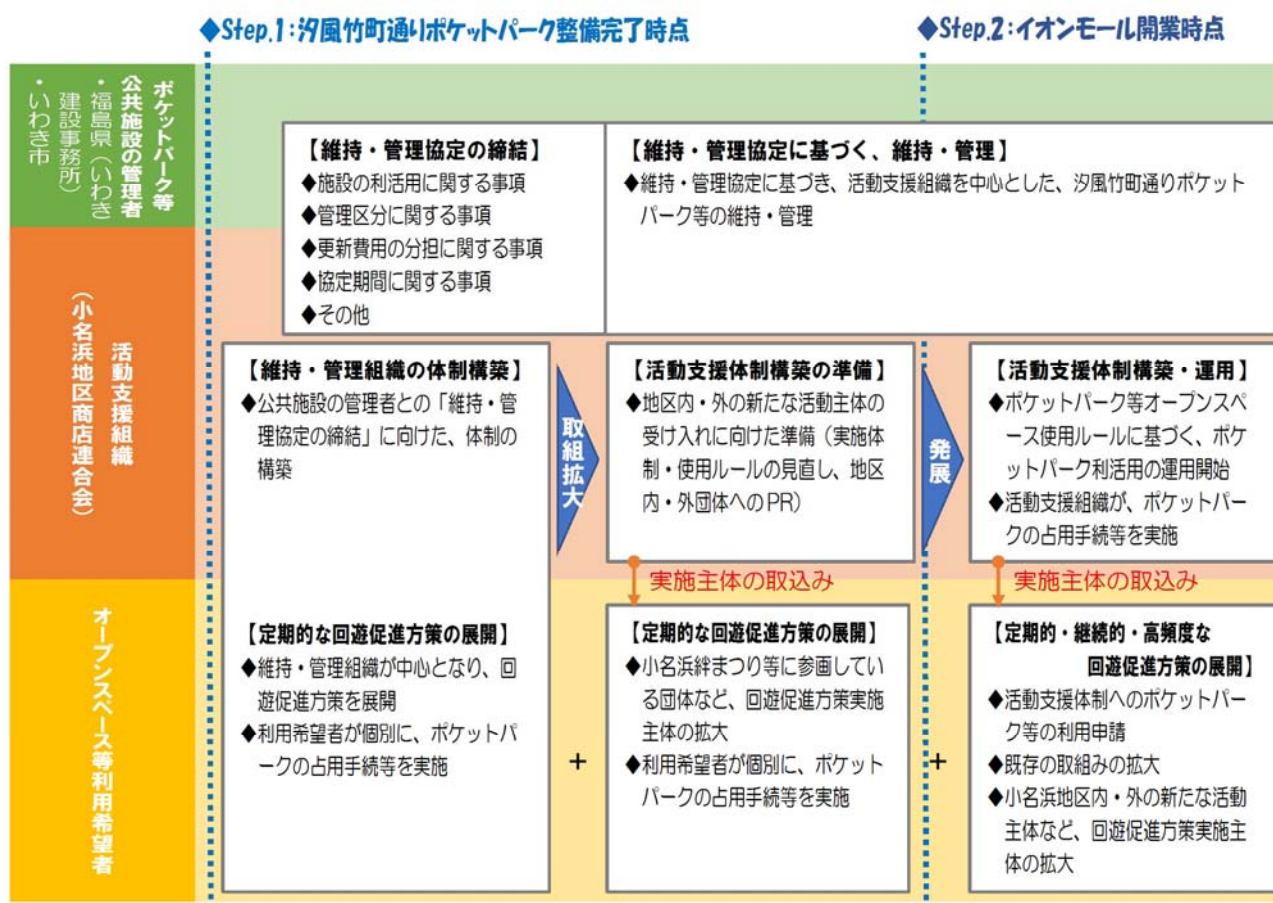 ◆Step.1:汐風竹町通りポケットパーク整備完了時点
◆Step.2:イオンモール開業時点
ポケットパーク等
公共施設の管理者
・福島県（いわき
建設事務所）
・いわき市
【維持・管理協定の締結】
◆施設の利活用に関する事項
◆管理区分に関する事項
◆更新費用の分担に関する事項
◆協定期間に関する事項
◆その他
【維持・管理協定に基づく、維持・管理】
◆維持・管理協定に基づき、活動支援組織を中心とした、汐風竹町通りポケット
パーク等の維持・管理
活動支援組織
（小名浜地区商店連合会）
【維持・管理組織の体制構築】
◆公共施設の管理者との「維持・管
理協定の締結」に向けた、体制の
構築
取組拡大
【活動支援体制構築の準備】
◆地区内・外の新たな活動主体の
受け入れに向けた準備（実施体
制・使用ルールの見直し、地区
内・外団体へのPR）
発展
【活動支援体制構築・運用】
◆ポケットパーク等オープンスペ
ース使用ルールに基づく、ポケ
ットパーク利活用の運用開始
◆活動支援組織が、ポケットパー
クの占用手続等を実施
実施主体の取込み
実施主体の取込み
オープンスペース等利用希望者
【定期的な回遊促進方策の展開】
◆維持・管理組織が中心となり、回
遊促進方策を展開
◆利用希望者が個別に、ポケットパ
ークの占用手続等を実施
+
【定期的な回遊促進方策の展開】
◆小名浜絆まつり等に参画してい
る団体など、回遊促進方策実施
主体の拡大
◆利用希望者が個別に、ポケット
パークの占用手続等を実施
+
【定期的・継続的・高頻度な
回遊促進方策の展開】
◆活動支援体制へのポケットパー
ク等の利用申請
◆既存の取組みの拡大
◆小名浜地区内・外の新たな活動
主体など、回遊促進方策実施主
体の拡大